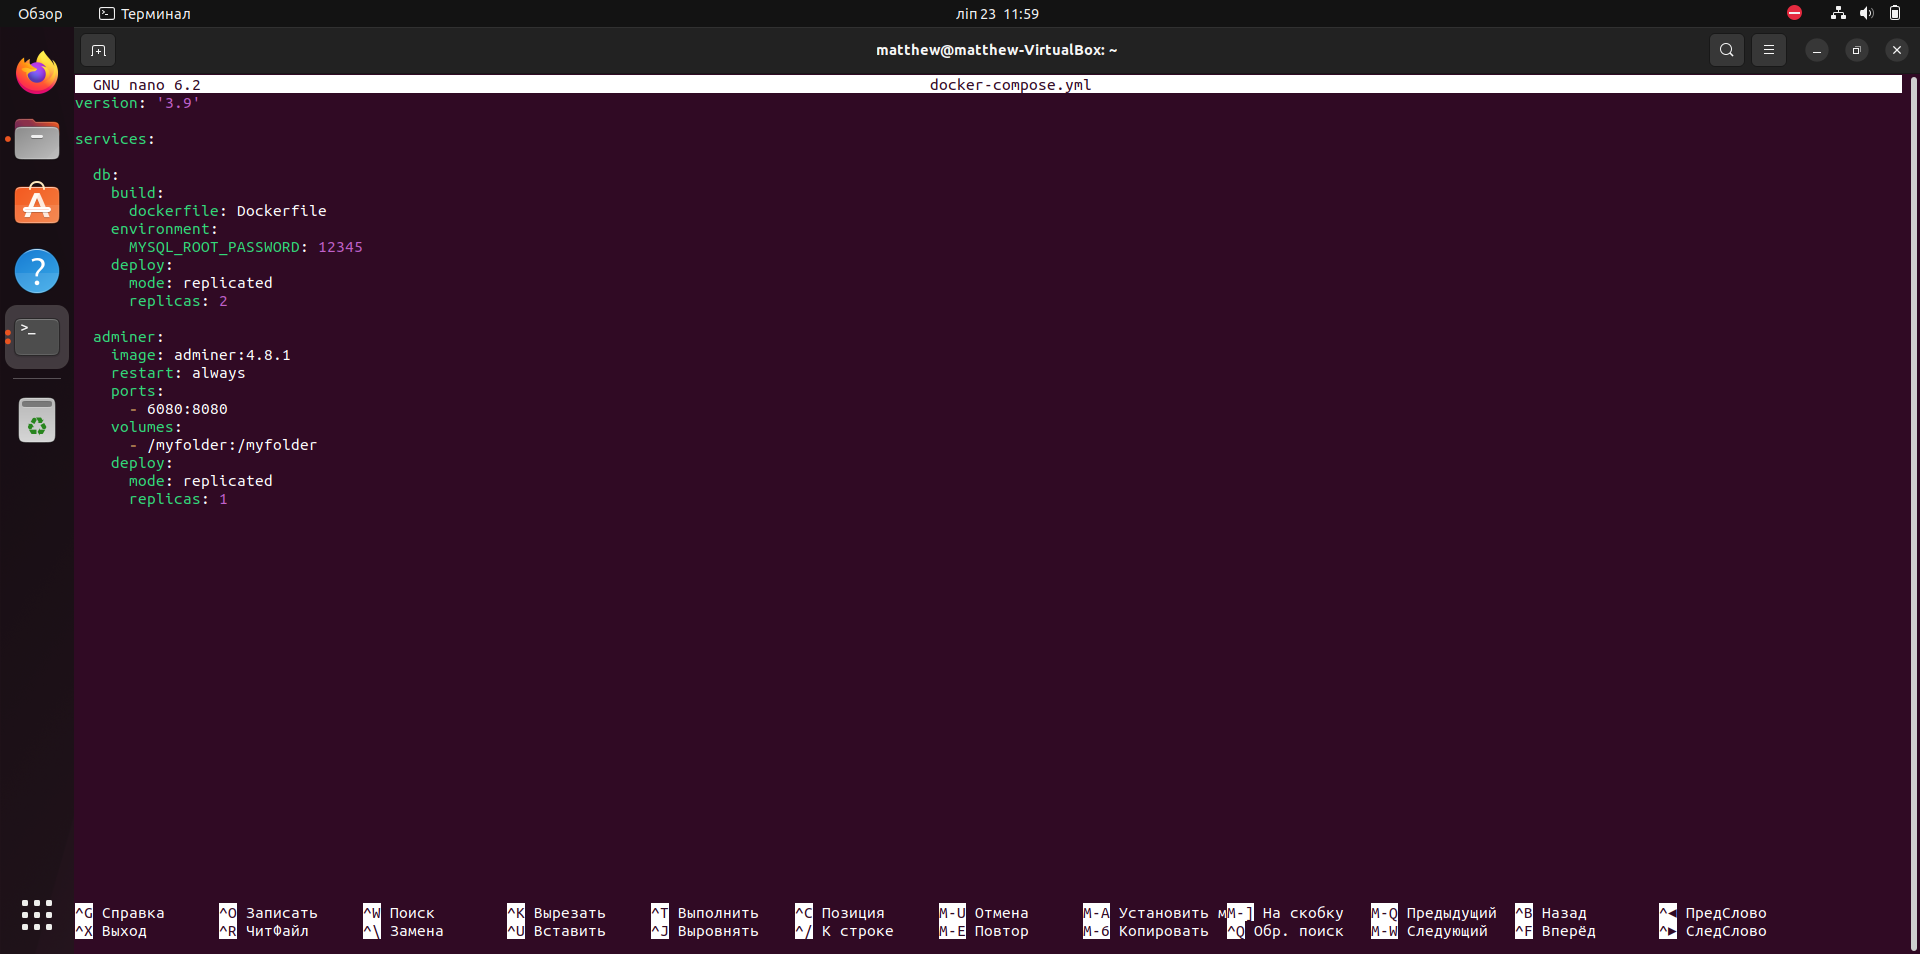 Обзор
Терминал
ліп 23 11:59
matthew@matthew-VirtualBox: ~
GNU nano 6.2 docker-compose.yml
version: '3.9'
services:
db:
build:
dockerfile: Dockerfile
environment:
MYSQL_ROOT_PASSWORD: 12345
deploy:
mode: replicated
replicas: 2
adminer:
image: adminer:4.8.1
restart: always
ports:
- 6080:8080
volumes:
- /myfolder:/myfolder
deploy:
mode: replicated
replicas: 1
^G Справка ^O Записать ^W Поиск ^K Вырезать ^T Выполнить ^C Позиция M-U Отмена M-A Установить мM-] На скобку M-Q Предыдущий ^B Назад ^◄ ПредСлово
^X Выход ^R ЧитФайл ^\ Замена ^U Вставить ^J Выровнять ^/ К строке M-E Повтор M-6 Копировать ^Q Обр. поиск M-W Следующий ^F Вперёд ^► СледСлово